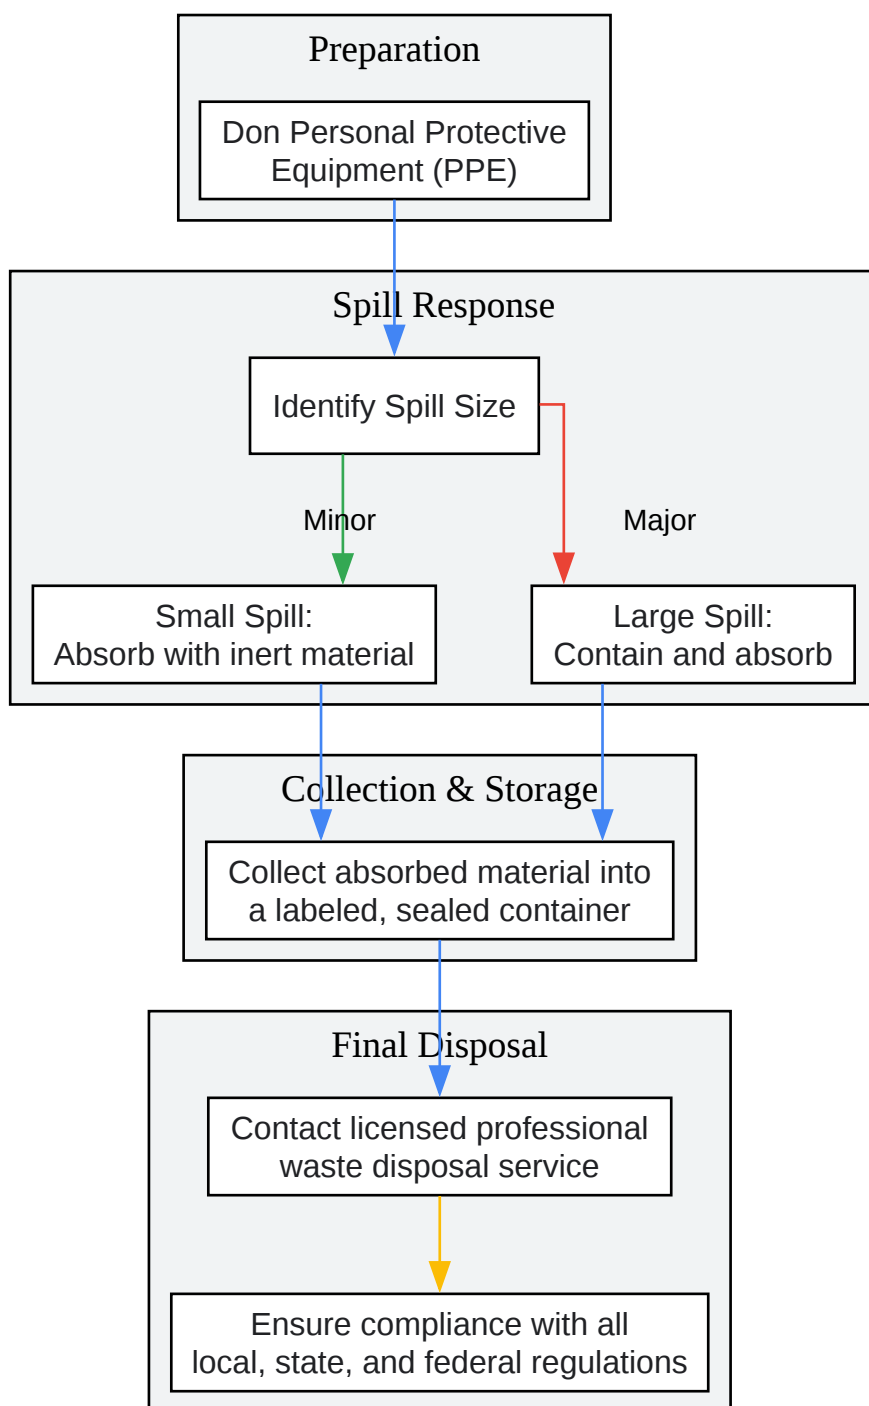 Preparation
Don Personal Protective
Equipment (PPE)
Spill Response
Identify Spill Size
Minor
Major
Small Spill:
Absorb with inert material
Large Spill:
Contain and absorb
Collection & Storage
Collect absorbed material into
a labeled, sealed container
Final Disposal
Contact licensed professional
waste disposal service
Ensure compliance with all
local, state, and federal regulations